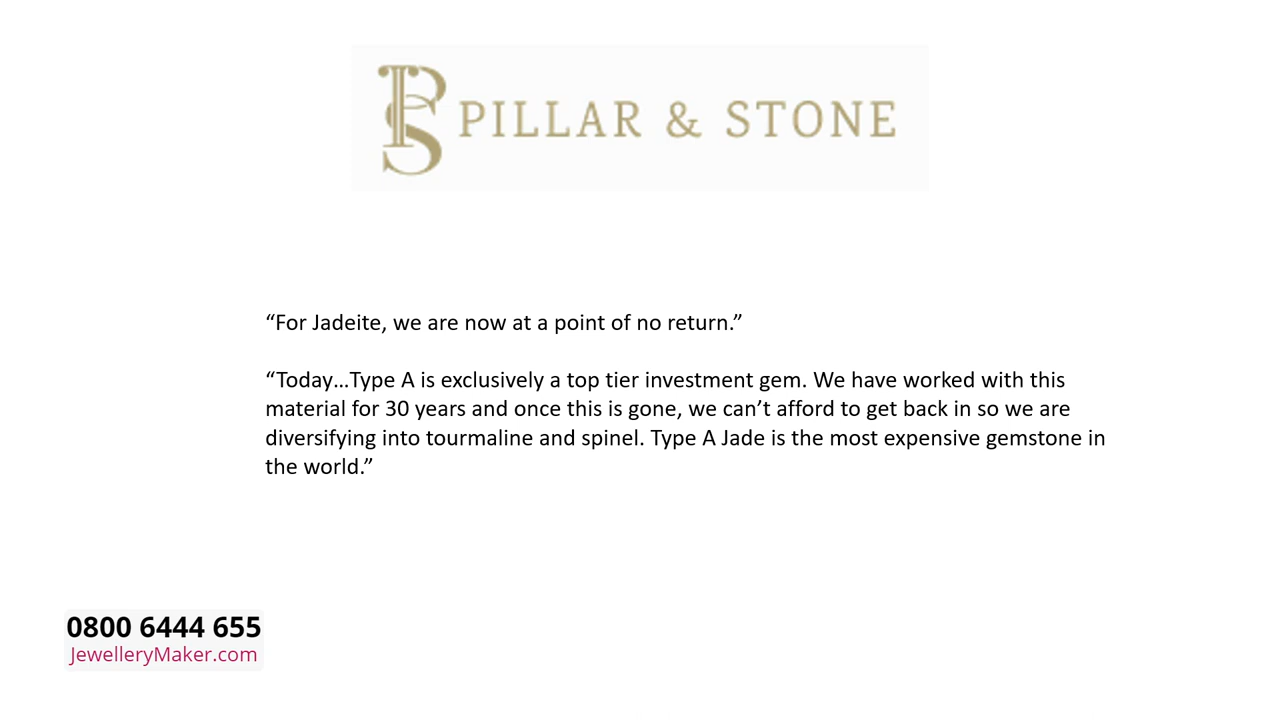 PS PILLAR & STONE
“For Jadeite, we are now at a point of no return.”
“Today…Type A is exclusively a top tier investment gem. We have worked with this
material for 30 years and once this is gone, we can’t afford to get back in so we are
diversifying into tourmaline and spinel. Type A Jade is the most expensive gemstone in
the world.”
0800 6444 655
JewelleryMaker.com